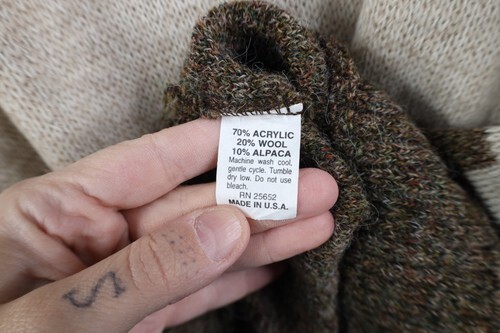 70% ACRYLIC
20% WOOL
10% ALPACA
Machine wash cool,
gentle cycle. Tumble
dry low. Do not use
bleach.
RN 25652
MADE IN U.S.A.
S